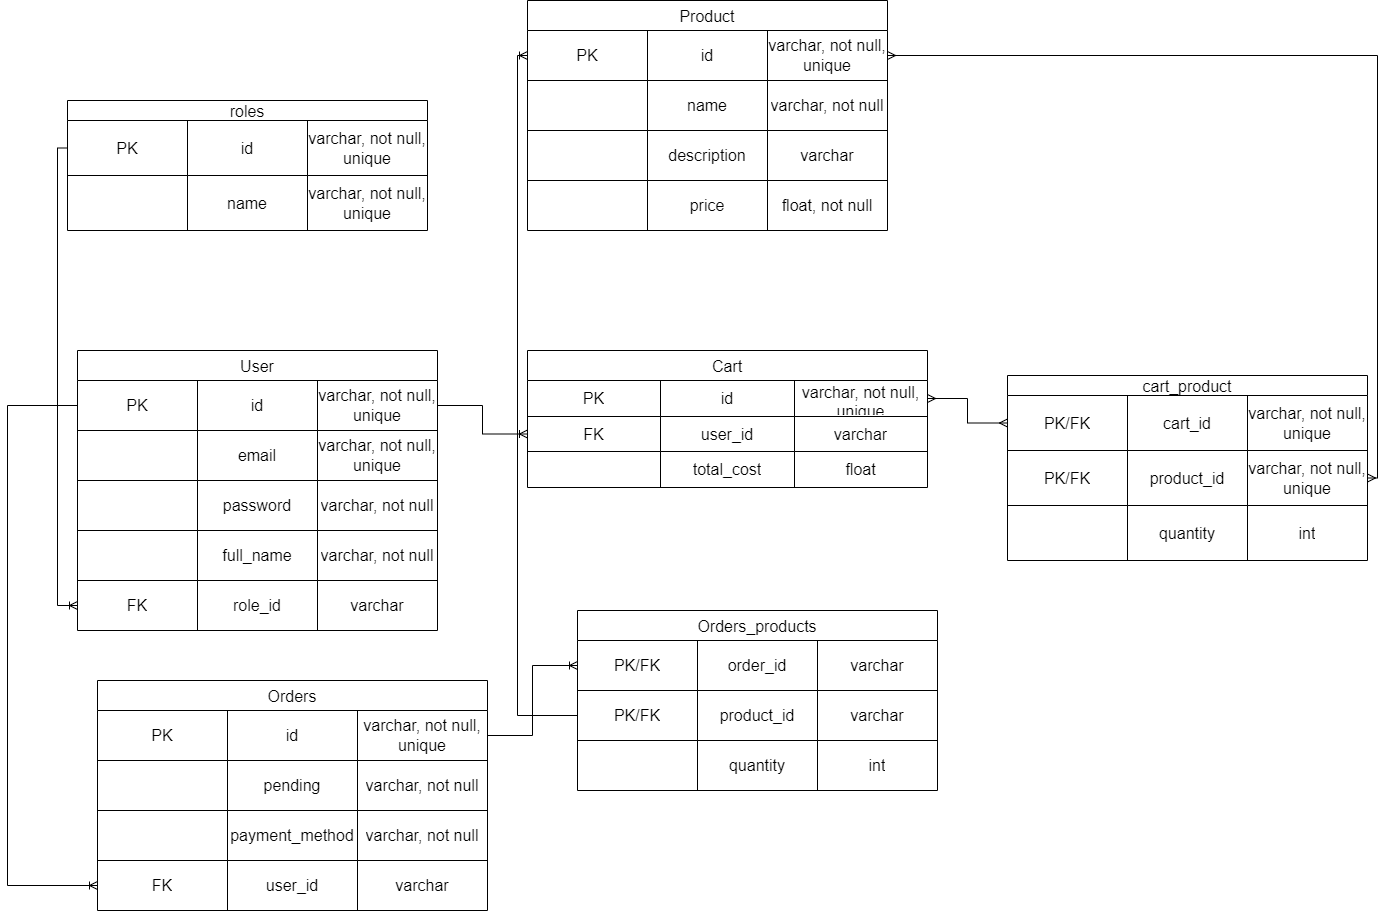 Product
PK
id
varchar, not null,
unique
name
varchar, not null
description
varchar
price
float, not null
roles
PK
id
varchar, not null,
unique
name
varchar, not null,
unique
User
PK
id
varchar, not null,
unique
email
varchar, not null,
unique
password
varchar, not null
full_name
varchar, not null
FK
role_id
varchar
Cart
PK
id
varchar, not null,
unique
FK
user_id
varchar
total_cost
float
cart_product
PK/FK
cart_id
varchar, not null,
unique
PK/FK
product_id
varchar, not null,
unique
quantity
int
Orders_products
PK/FK
order_id
varchar
PK/FK
product_id
varchar
quantity
int
Orders
PK
id
varchar, not null,
unique
pending
varchar, not null
payment_method
varchar, not null
FK
user_id
varchar